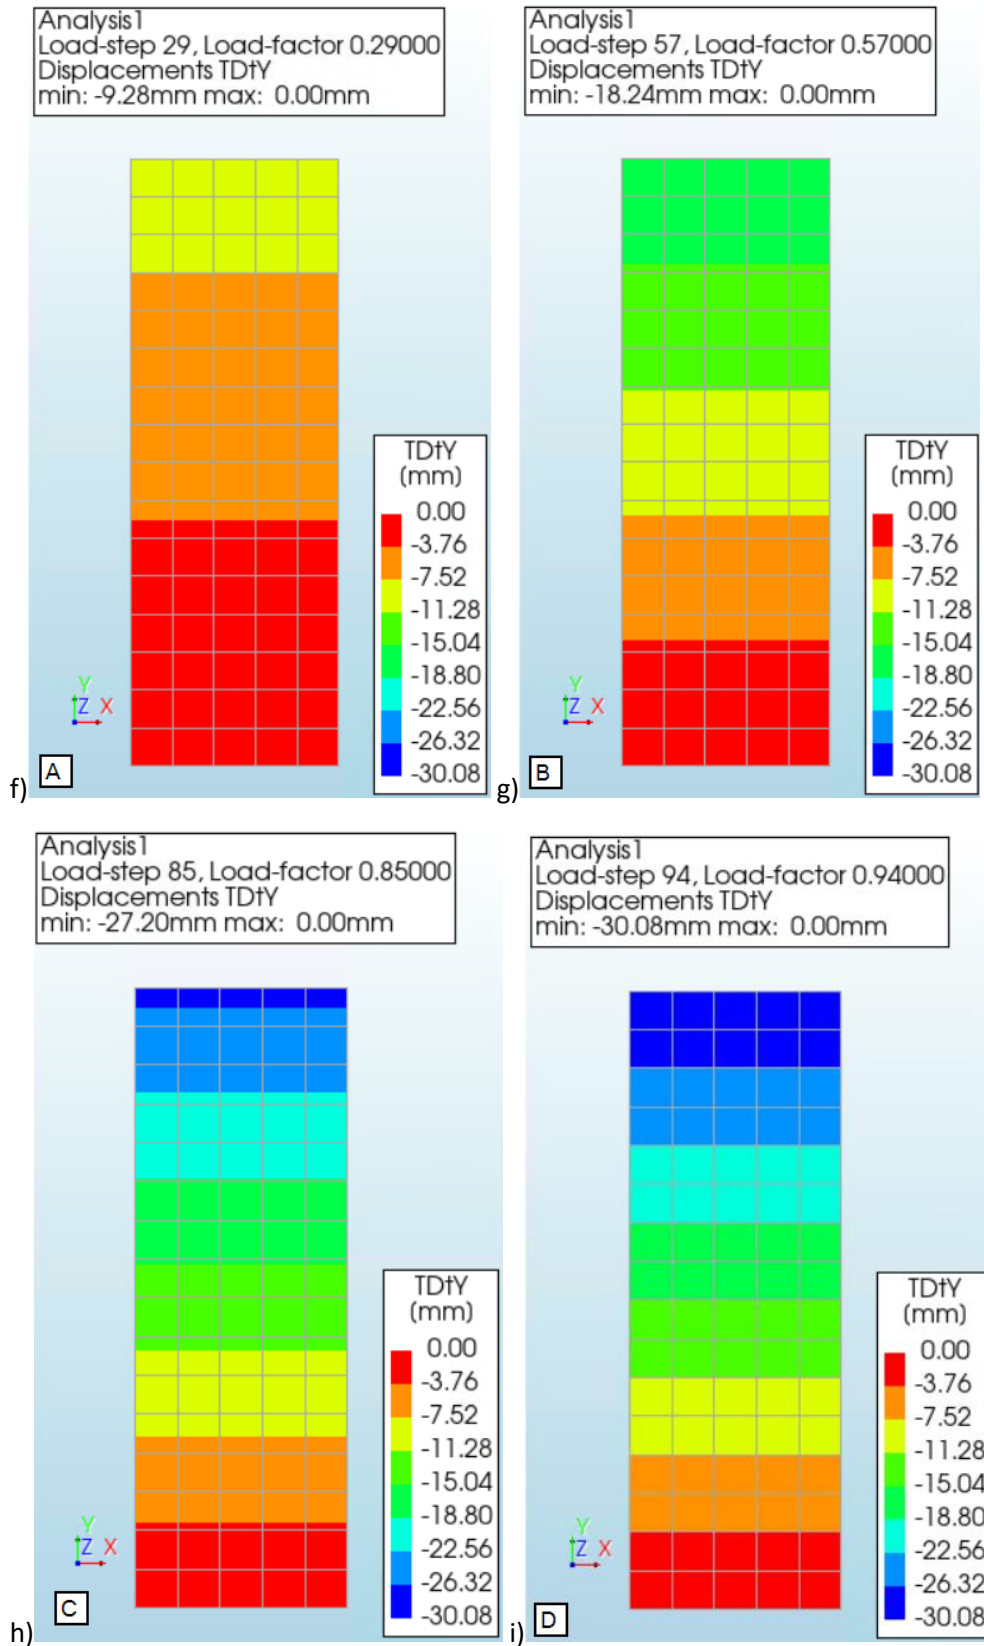 Analysis1
Load-step 29, Load-factor 0.29000
Displacements TDtY
min: -9.28mm max: 0.00mm
TDtY
(mm)
0.00
-3.76
-7.52
-11.28
-15.04
-18.80
-22.56
-26.32
-30.08
Y
Z X
A
f)
Analysis1
Load-step 57, Load-factor 0.57000
Displacements TDtY
min: -18.24mm max: 0.00mm
TDtY
(mm)
0.00
-3.76
-7.52
-11.28
-15.04
-18.80
-22.56
-26.32
-30.08
Y
Z X
B
g)
Analysis1
Load-step 85, Load-factor 0.85000
Displacements TDtY
min: -27.20mm max: 0.00mm
TDtY
(mm)
0.00
-3.76
-7.52
-11.28
-15.04
-18.80
-22.56
-26.32
-30.08
Y
Z X
C
h)
Analysis1
Load-step 94, Load-factor 0.94000
Displacements TDtY
min: -30.08mm max: 0.00mm
TDtY
(mm)
0.00
-3.76
-7.52
-11.28
-15.04
-18.80
-22.56
-26.32
-30.08
Y
Z X
D
i)